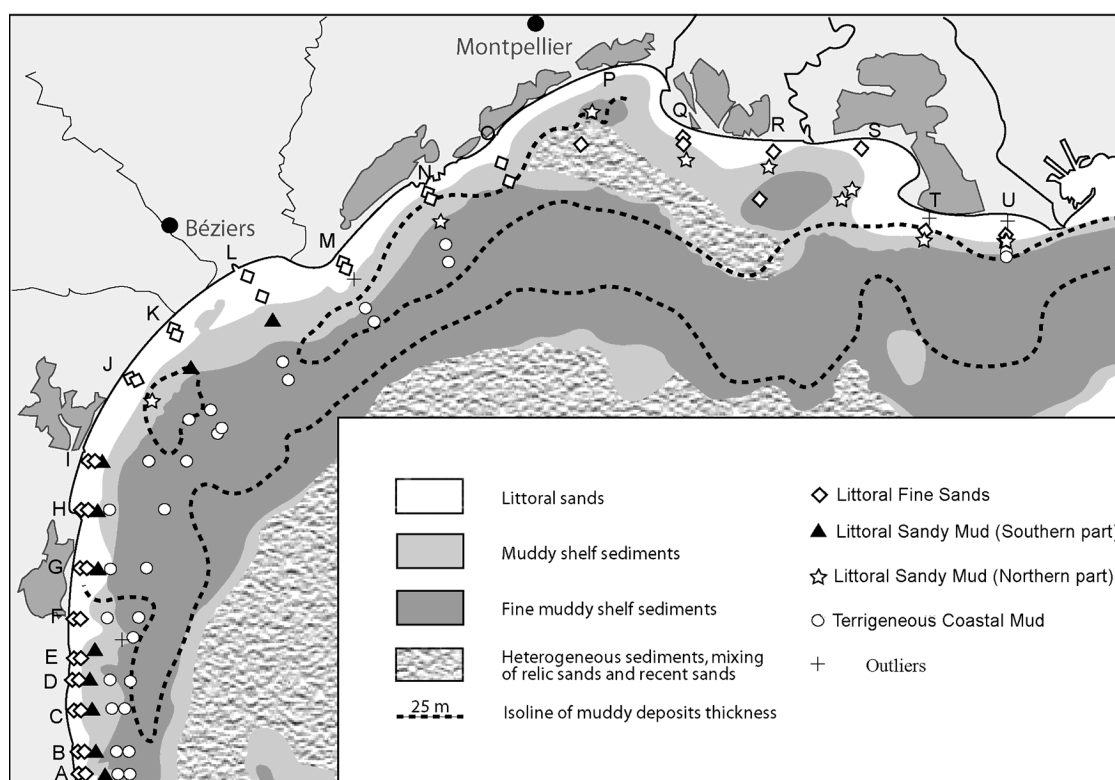 Montpellier
P
Q
R
S
O
N
T
U
Béziers
M
L
K
J
I
H
G
F
E
D
C
B
A
Littoral sands
Muddy shelf sediments
Fine muddy shelf sediments
Heterogeneous sediments, mixing
of relic sands and recent sands
25 m
Isoline of muddy deposits thickness
Littoral Fine Sands
Littoral Sandy Mud (Southern part)
Littoral Sandy Mud (Northern part)
Terrigeneous Coastal Mud
Outliers